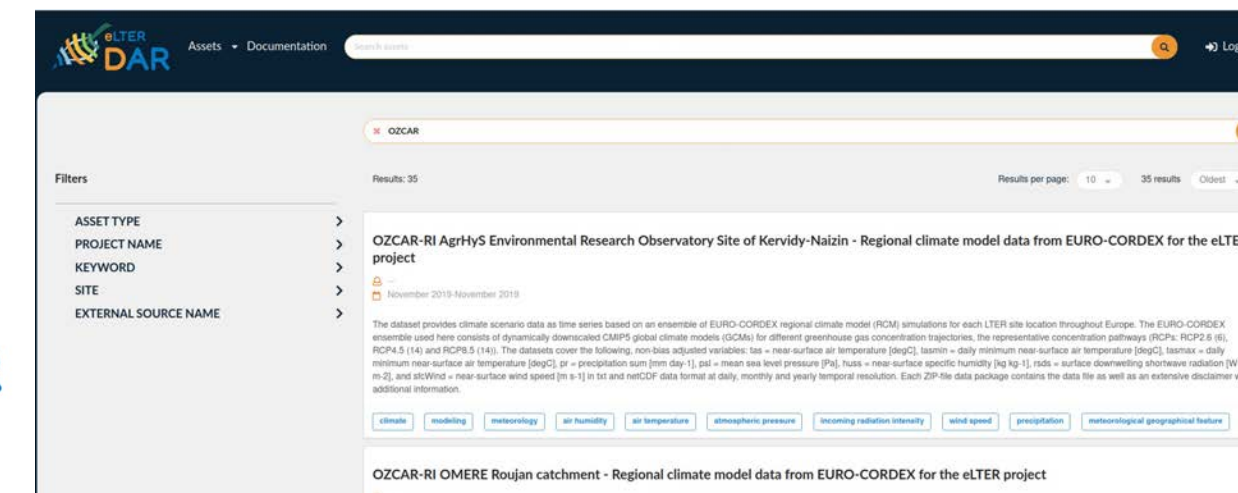 eLTER
DAR
Assets
Documentation
Search assets
Log
OZCAR
Filters
Results: 35
Results per page:
10
35 results
Oldest
ASSET TYPE
PROJECT NAME
KEYWORD
SITE
EXTERNAL SOURCE NAME
OZCAR-RI AgrHyS Environmental Research Observatory Site of Kervidy-Naizin - Regional climate model data from EURO-CORDEX for the eLTE
project
--
November 2019-November 2019
The dataset provides climate scenario data as time series based on an ensemble of EURO-CORDEX regional climate model (RCM) simulations for each LTER site location throughout Europe. The EURO-CORDEX
ensemble used here consists of dynamically downscaled CMIP5 global climate models (GCMs) for different greenhouse gas concentration trajectories, the representative concentration pathways (RCPs: RCP2.6 (6),
RCP4.5 (14) and RCP8.5 (14)). The datasets cover the following, non-bias adjusted variables: tas = near-surface air temperature [degC], tasmin = daily minimum near-surface air temperature [degC], tasmax = daily
minimum near-surface air temperature [degC], pr = precipitation sum [mm day-1], psl = mean sea level pressure [Pa], huss = near-surface specific humidity [kg kg-1], rsds = surface downwelling shortwave radiation [W
m-2], and sfcWind = near-surface wind speed [m s-1] in txt and netCDF data format at daily, monthly and yearly temporal resolution. Each ZIP-file data package contains the data file as well as an extensive disclaimer w
additional information.
climate
modeling
meteorology
air humidity
air temperature
atmospheric pressure
incoming radiation intensity
wind speed
precipitation
meteorological geographical feature
OZCAR-RI OMERE Roujan catchment - Regional climate model data from EURO-CORDEX for the eLTER project